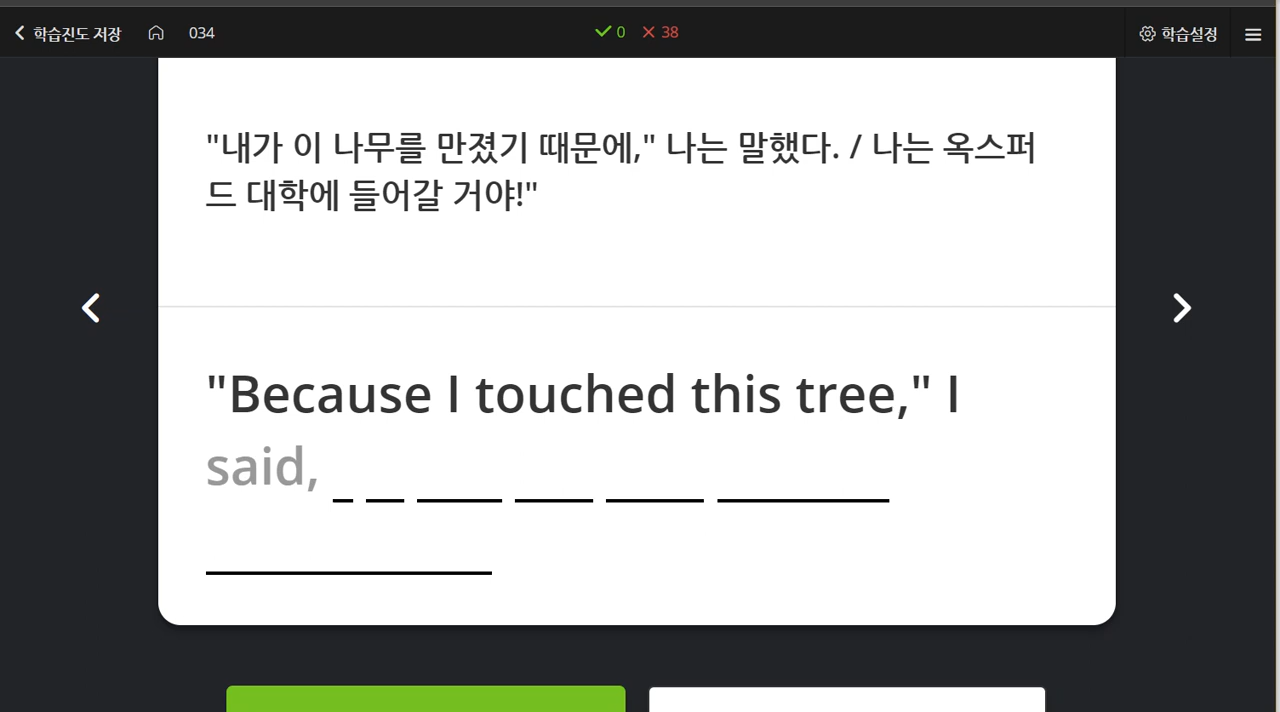 학습진도 저장
034
0
38
학습설정
"내가 이 나무를 만졌기 때문에," 나는 말했다. / 나는 옥스퍼
드 대학에 들어갈 거야!"
"Because I touched this tree," I
said,